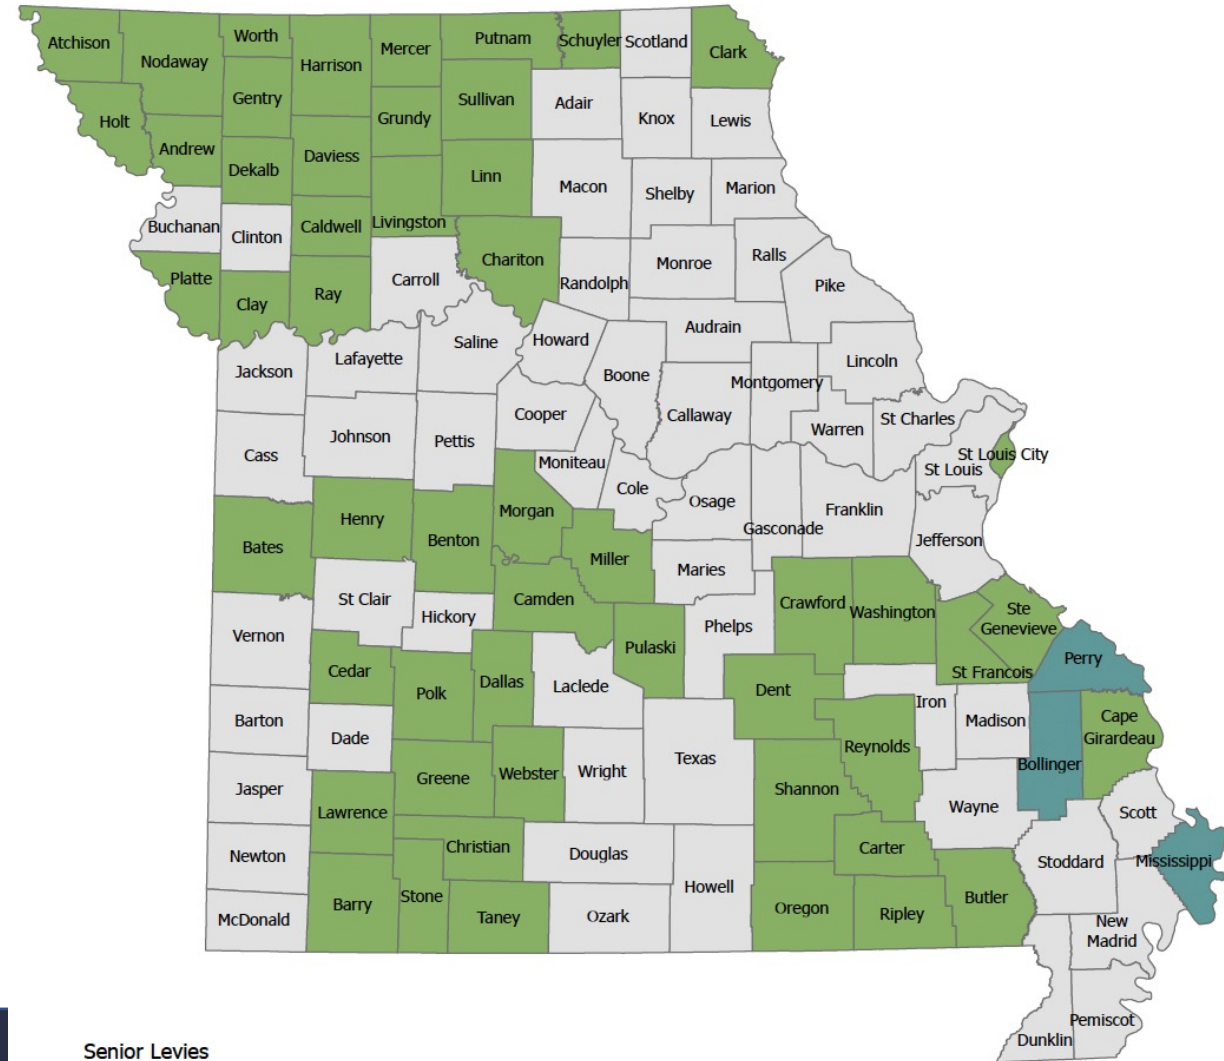 Atchison
Nodaway
Worth
Harrison
Mercer
Putnam
Schuyler
Scotland
Clark
Gentry
Sullivan
Adair
Knox
Lewis
Holt
Andrew
Dekalb
Daviess
Grundy
Linn
Macon
Shelby
Marion
Buchanan
Clinton
Caldwell
Livingston
Chariton
Randolph
Monroe
Ralls
Pike
Platte
Clay
Ray
Carroll
Saline
Howard
Audrain
Jackson
Lafayette
Boone
Callaway
Montgomery
Lincoln
Cass
Johnson
Pettis
Cooper
Moniteau
Cole
Osage
Gasconade
Warren
St Charles
St Louis City
St Louis
Franklin
Jefferson
Bates
Henry
Benton
Morgan
Miller
Maries
Vernon
St Clair
Hickory
Camden
Pulaski
Phelps
Crawford
Washington
Ste
Genevieve
St Francois
Perry
Cedar
Polk
Dallas
Laclede
Dent
Iron
Madison
Cape
Girardeau
Bollinger
Barton
Dade
Greene
Webster
Wright
Texas
Shannon
Reynolds
Wayne
Scott
Jasper
Lawrence
Christian
Douglas
Howell
Carter
Stoddard
Mississippi
Newton
McDonald
Barry
Stone
Taney
Ozark
Oregon
Ripley
Butler
New
Madrid
Dunklin
Pemiscot
Senior Levies